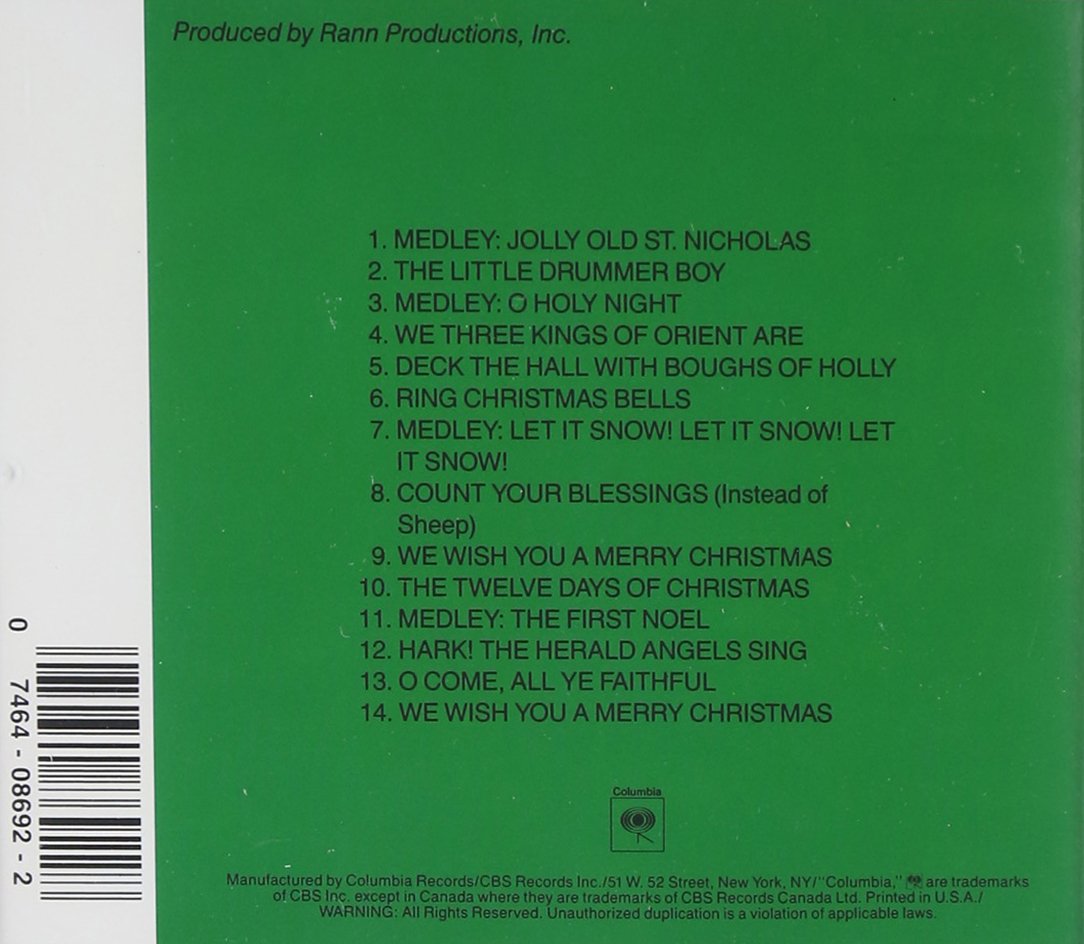 Produced by Rann Productions, Inc.
1. MEDLEY: JOLLY OLD ST. NICHOLAS
2. THE LITTLE DRUMMER BOY
3. MEDLEY: O HOLY NIGHT
4. WE THREE KINGS OF ORIENT ARE
5. DECK THE HALL WITH BOUGHS OF HOLLY
6. RING CHRISTMAS BELLS
7. MEDLEY: LET IT SNOW! LET IT SNOW! LET
IT SNOW!
8. COUNT YOUR BLESSINGS (Instead of
Sheep)
9. WE WISH YOU A MERRY CHRISTMAS
10. THE TWELVE DAYS OF CHRISTMAS
11. MEDLEY: THE FIRST NOEL
12. HARK! THE HERALD ANGELS SING
13. O COME, ALL YE FAITHFUL
14. WE WISH YOU A MERRY CHRISTMAS
0 7464 - 08692 - 2
Columbia
Manufactured by Columbia Records/CBS Records Inc./51 W. 52 Street, New York, NY/"Columbia," are trademarks
of CBS Inc. except in Canada where they are trademarks of CBS Records Canada Ltd. Printed in U.S.A./
WARNING: All Rights Reserved. Unauthorized duplication is a violation of applicable laws.